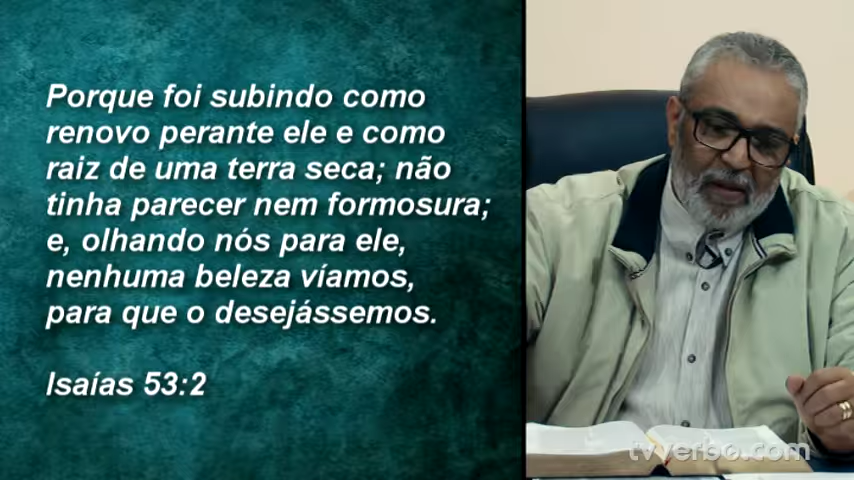 Porque foi subindo como
renovo perante ele e como
raiz de uma terra seca; não
tinha parecer nem formosura;
e, olhando nós para ele,
nenhuma beleza víamos,
para que o desejássemos.
Isaías 53:2
tvverbo.com